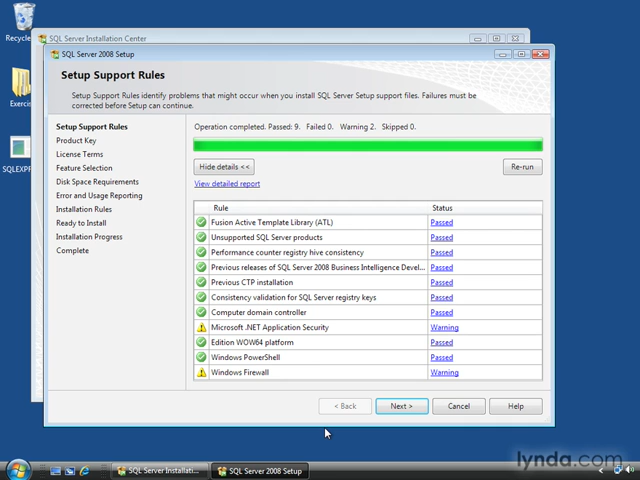 Recycle
SQL Server Installation Center
SQL Server 2008 Setup
Setup Support Rules
Setup Support Rules identify problems that might occur when you install SQL Server Setup support files. Failures must be
corrected before Setup can continue.
Exercis
SQLEXPR
Setup Support Rules
Product Key
License Terms
Feature Selection
Disk Space Requirements
Error and Usage Reporting
Installation Rules
Ready to Install
Installation Progress
Complete
Operation completed. Passed: 9. Failed 0. Warning 2. Skipped 0.
Hide details <<
Re-run
View detailed report
Rule Status
Fusion Active Template Library (ATL) Passed
Unsupported SQL Server products Passed
Performance counter registry hive consistency Passed
Previous releases of SQL Server 2008 Business Intelligence Devel... Passed
Previous CTP installation Passed
Consistency validation for SQL Server registry keys Passed
Computer domain controller Passed
Microsoft .NET Application Security Warning
Edition WOW64 platform Passed
Windows PowerShell Passed
Windows Firewall Warning
< Back Next > Cancel Help
SQL Server Installati... SQL Server 2008 Setup
lynda.com